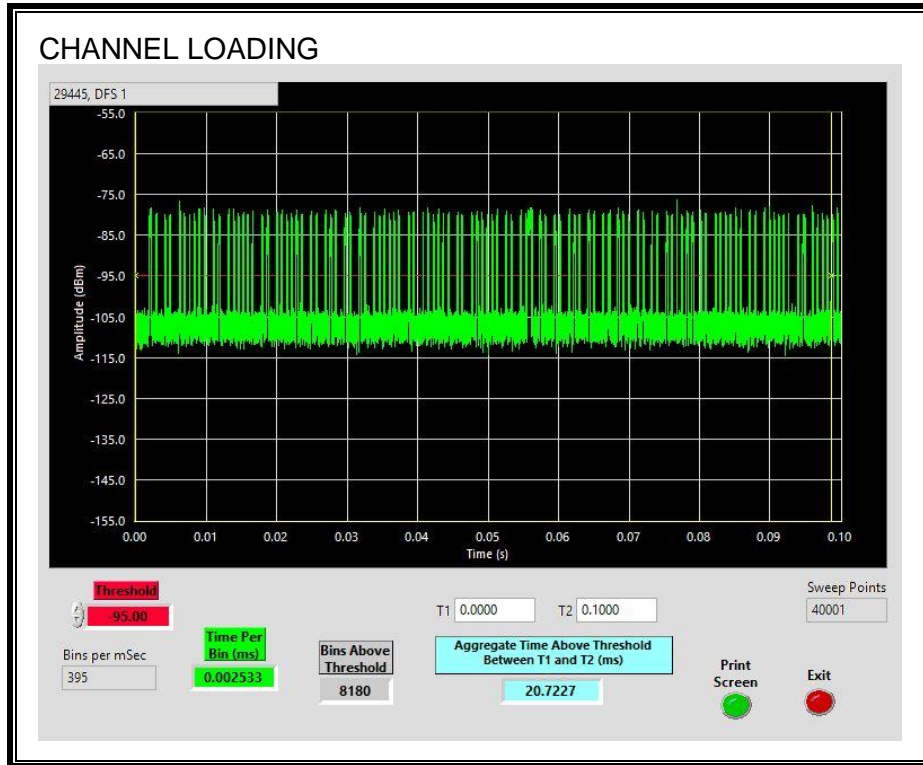 CHANNEL LOADING
29445, DFS 1
-55.0
-65.0
-75.0
-85.0
-95.0
-105.0
-115.0
-125.0
-135.0
-145.0
-155.0
Amplitude (dBm)
0.00 0.01 0.02 0.03 0.04 0.05 0.06 0.07 0.08 0.09 0.10
Time (s)
Threshold
-95.00
Bins per mSec
395
Time Per
Bin (ms)
0.002533
Bins Above
Threshold
8180
T1 0.0000 T2 0.1000
Aggregate Time Above Threshold
Between T1 and T2 (ms)
20.7227
Sweep Points
40001
Print
Screen
Exit